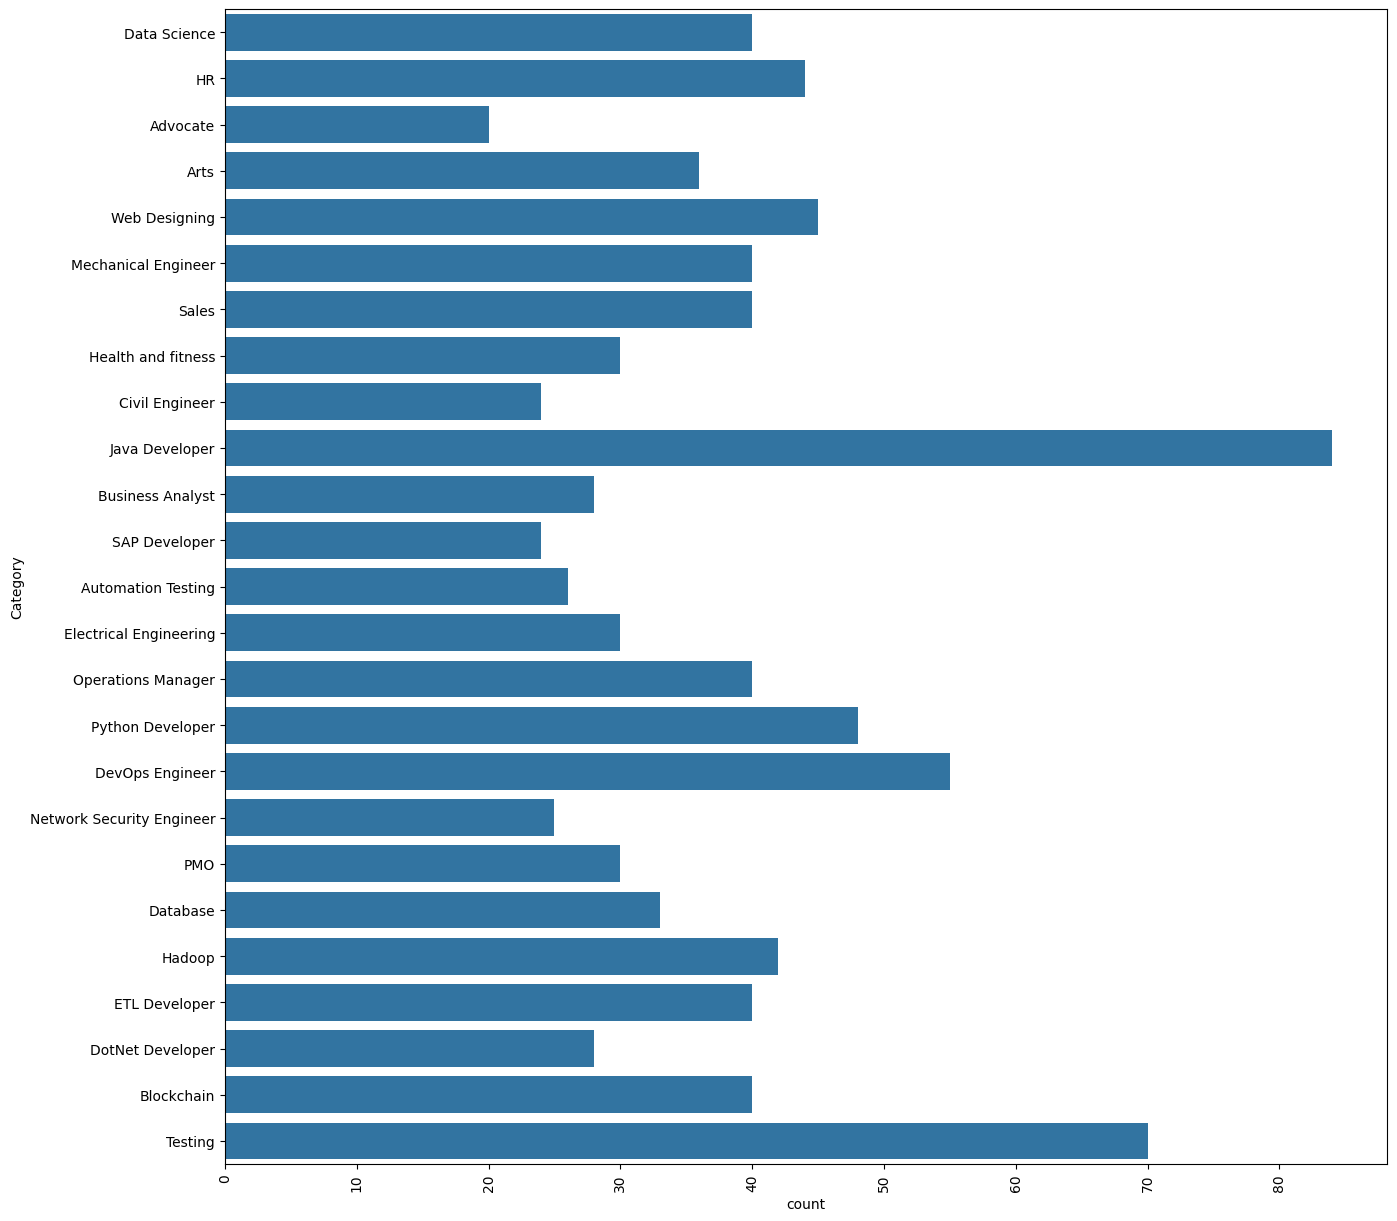 Data Science
HR
Advocate
Arts
Web Designing
Mechanical Engineer
Sales
Health and fitness
Civil Engineer
Java Developer
Business Analyst
SAP Developer
Automation Testing
Electrical Engineering
Operations Manager
Python Developer
DevOps Engineer
Network Security Engineer
PMO
Database
Hadoop
ETL Developer
DotNet Developer
Blockchain
Testing
Category
0 10 20 30 40 50 60 70 80
count